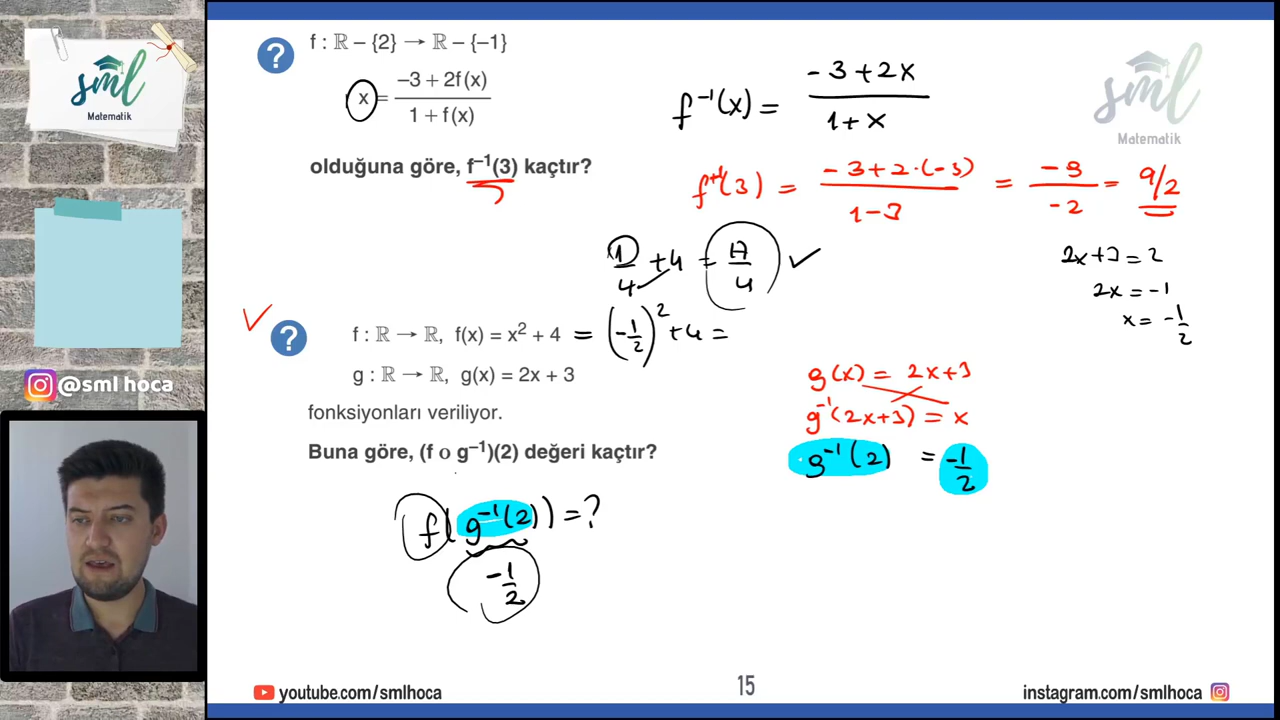 sml
Matematik
@sml hoca
?
f : ℝ – {2} → ℝ – {–1}
x = (–3 + 2f(x)) / (1 + f(x))
olduğuna göre, f⁻¹(3) kaçtır?
f⁻¹(x) = (-3+2x) / (1+x)
sml
Matematik
f⁻¹(3) = (-3+2·(-3)) / (1-3) = -9/-2 = 9/2
1/4 + 4 = 17/4 ✓
2x+3=2
2x = -1
x = -1/2
?
f : ℝ → ℝ, f(x) = x² + 4 = (-1/2)² + 4 =
g : ℝ → ℝ, g(x) = 2x + 3
fonksiyonları veriliyor.
Buna göre, (f o g⁻¹)(2) değeri kaçtır?
g(x) = 2x+3
g⁻¹(2x+3) = x
g⁻¹(2) = -1/2
f(g⁻¹(2)) = ?
-1/2
youtube.com/smlhoca
15
instagram.com/smlhoca